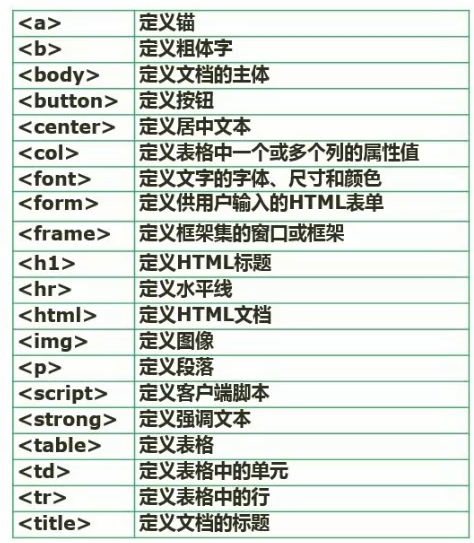 <a> 定义锚
<b> 定义粗体字
<body> 定义文档的主体
<button> 定义按钮
<center> 定义居中文本
<col> 定义表格中一个或多个列的属性值
<font> 定义文字的字体、尺寸和颜色
<form> 定义供用户输入的HTML表单
<frame> 定义框架集的窗口或框架
<h1> 定义HTML标题
<hr> 定义水平线
<html> 定义HTML文档
<img> 定义图像
<p> 定义段落
<script> 定义客户端脚本
<strong> 定义强调文本
<table> 定义表格
<td> 定义表格中的单元
<tr> 定义表格中的行
<title> 定义文档的标题